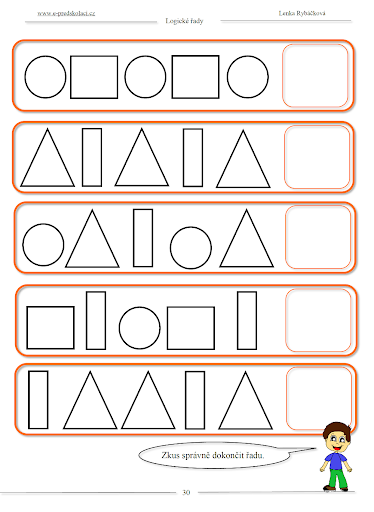 www.e-predskolaci.cz
Lenka Rybáčková
Logické řady
Zkus správně dokončit řadu.
30